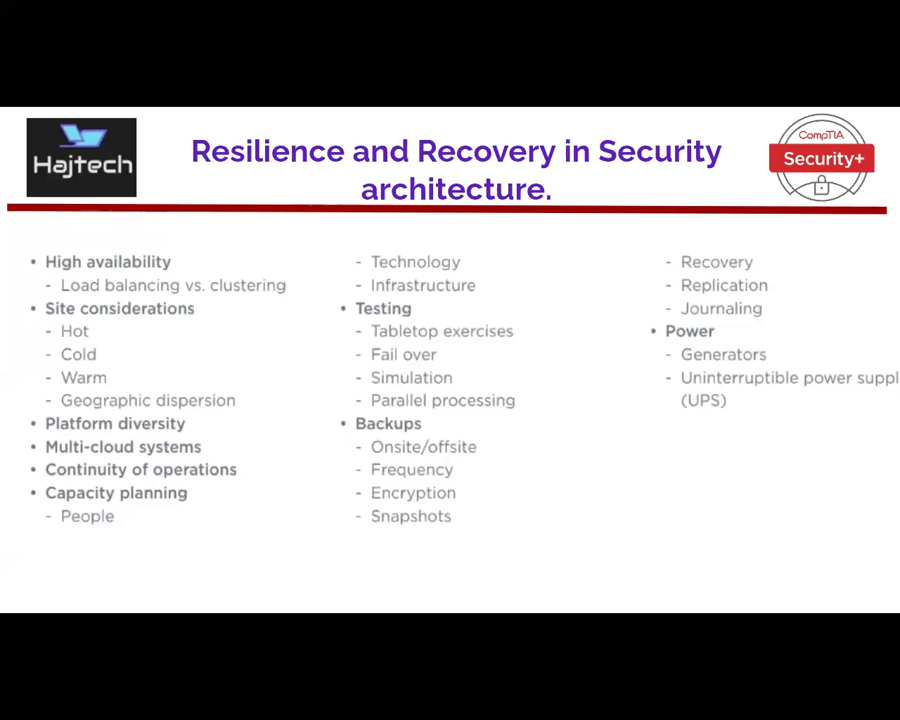 Hajtech
Resilience and Recovery in Security
architecture.
CompTIA
Security+
• High availability
- Load balancing vs. clustering
• Site considerations
- Hot
- Cold
- Warm
- Geographic dispersion
• Platform diversity
• Multi-cloud systems
• Continuity of operations
• Capacity planning
- People
- Technology
- Infrastructure
• Testing
- Tabletop exercises
- Fail over
- Simulation
- Parallel processing
• Backups
- Onsite/offsite
- Frequency
- Encryption
- Snapshots
- Recovery
- Replication
- Journaling
• Power
- Generators
- Uninterruptible power suppl
(UPS)